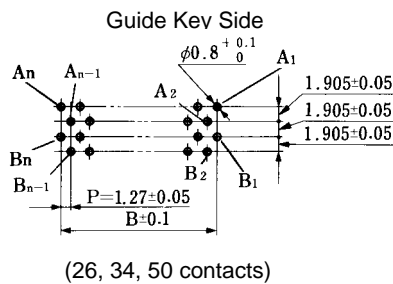 Guide Key Side
ϕ0.8 +0.1 0
An
An-1
A2
A1
1.905±0.05
1.905±0.05
1.905±0.05
Bn
Bn-1
B2
B1
P=1.27±0.05
B±0.1
(26, 34, 50 contacts)